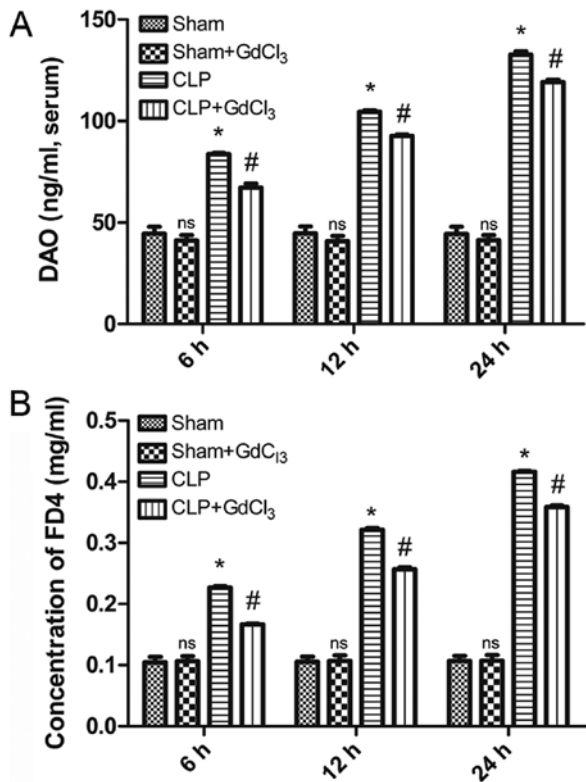 A
DAO (ng/ml, serum)
150
100
50
0
Sham
Sham+GdCl₃
CLP
CLP+GdCl₃
ns
*
#
ns
*
#
ns
*
#
6 h
12 h
24 h
B
Concentration of FD4 (mg/ml)
0.5
0.4
0.3
0.2
0.1
0.0
Sham
Sham+GdC₁₃
CLP
CLP+GdCl₃
ns
*
#
ns
*
#
ns
*
#
6 h
12 h
24 h